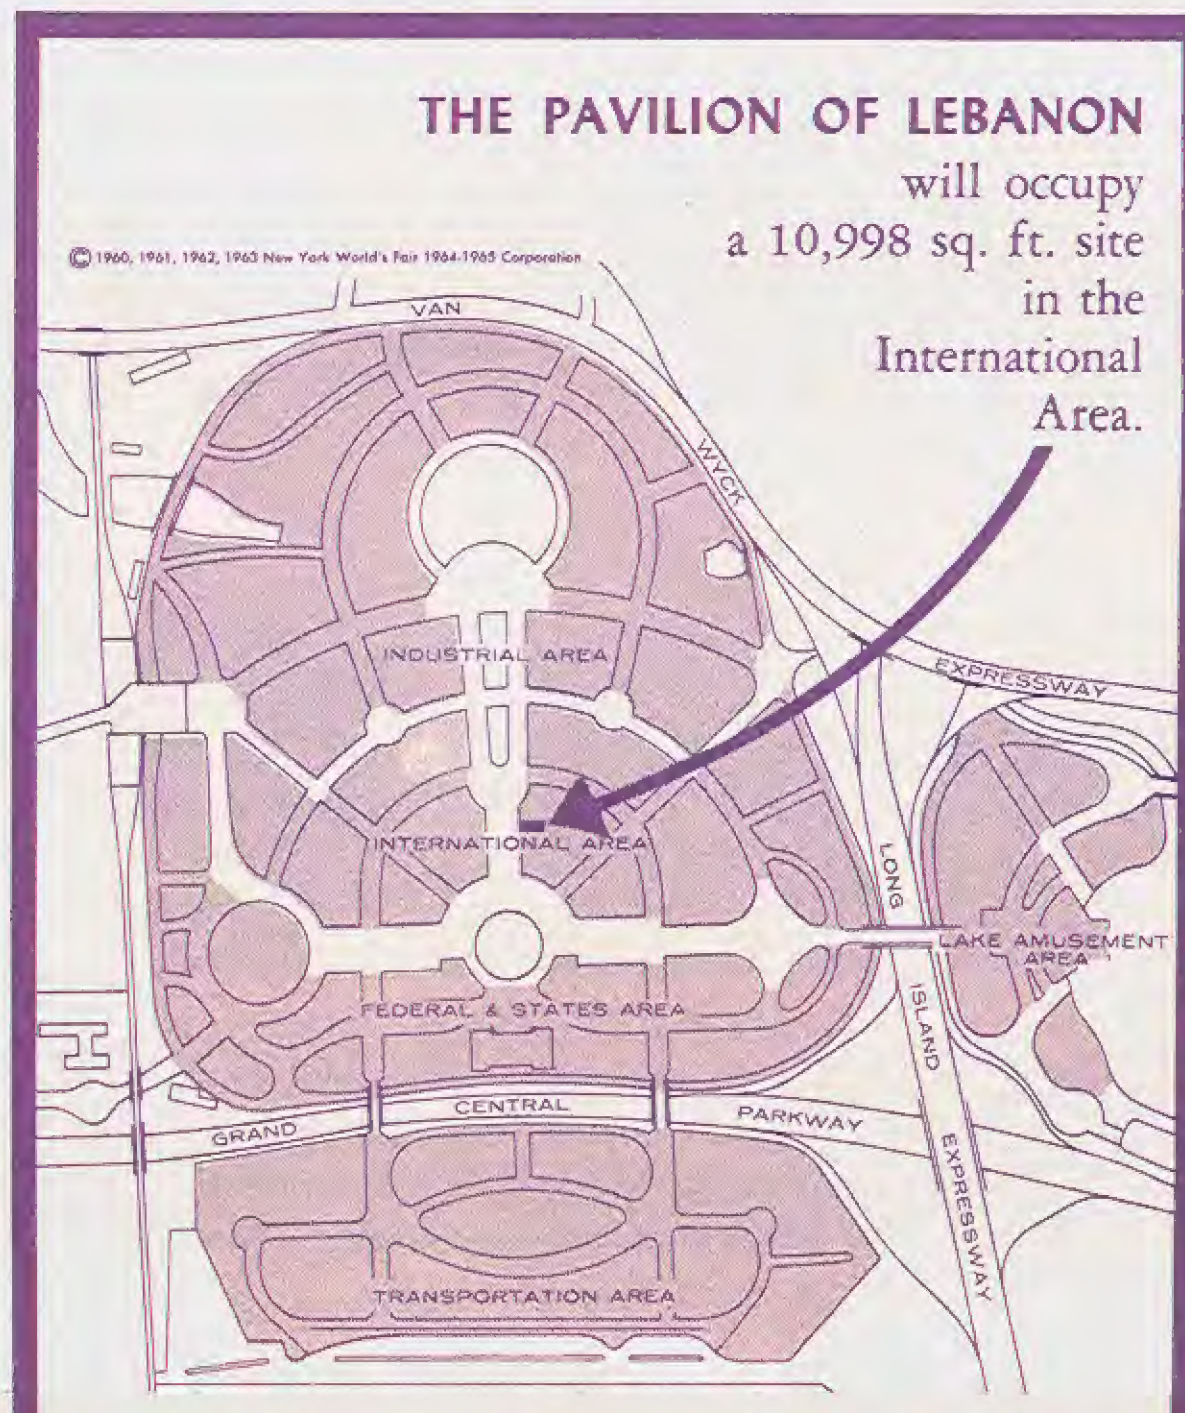 THE PAVILION OF LEBANON
will occupy
a 10,998 sq. ft. site
in the
International
Area.
© 1960, 1961, 1962, 1963 New York World's Fair 1964-1965 Corporation
VAN
WYCK
EXPRESSWAY
INDUSTRIAL AREA
INTERNATIONAL AREA
LONG
LAKE AMUSEMENT
AREA
FEDERAL & STATES AREA
ISLAND
CENTRAL
GRAND
PARKWAY
EXPRESSWAY
TRANSPORTATION AREA